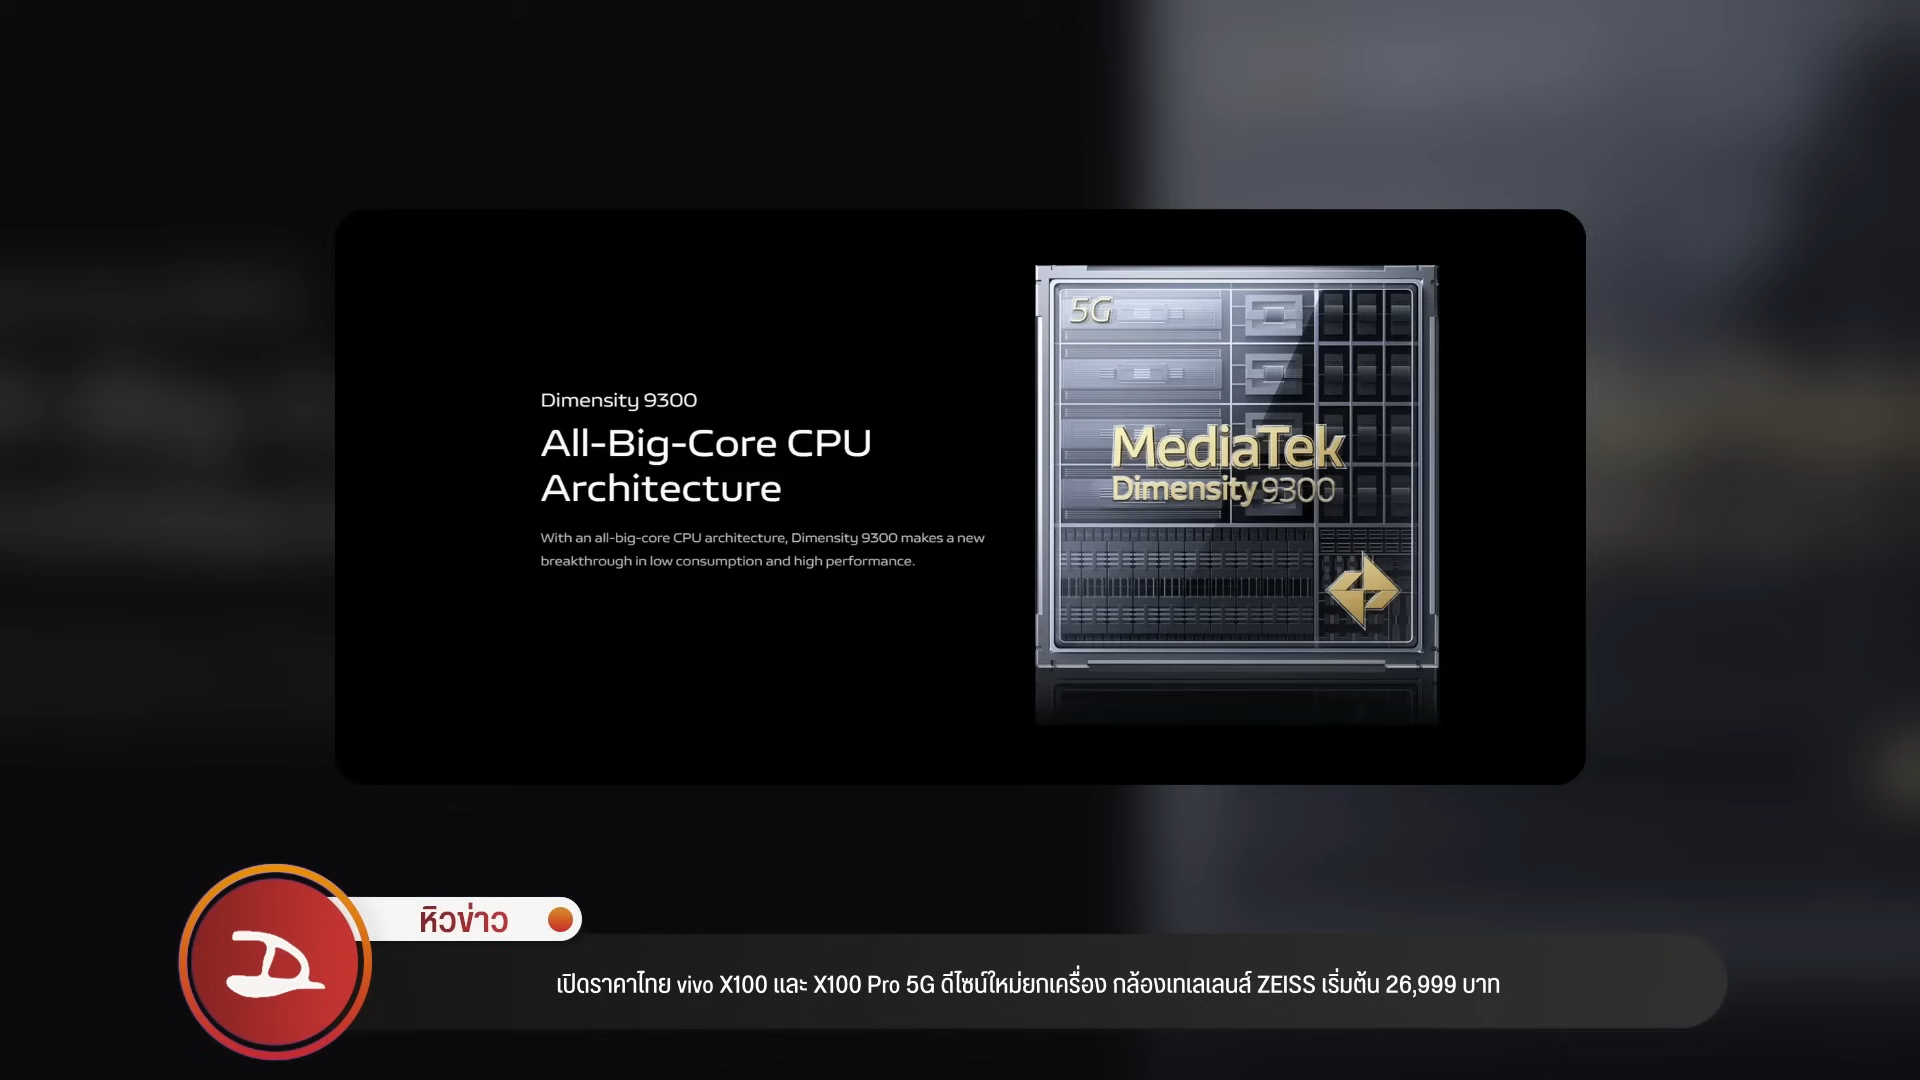 5G
Dimensity 9300
All-Big-Core CPU
Architecture
With an all-big-core CPU architecture, Dimensity 9300 makes a new
breakthrough in low consumption and high performance.
MediaTek
Dimensity 9300
หิวข่าว
เปิดราคาไทย vivo X100 และ X100 Pro 5G ดีไซน์ใหม่ยกเครื่อง กล้องเทเลเลนส์ ZEISS เริ่มต้น 26,999 บาท